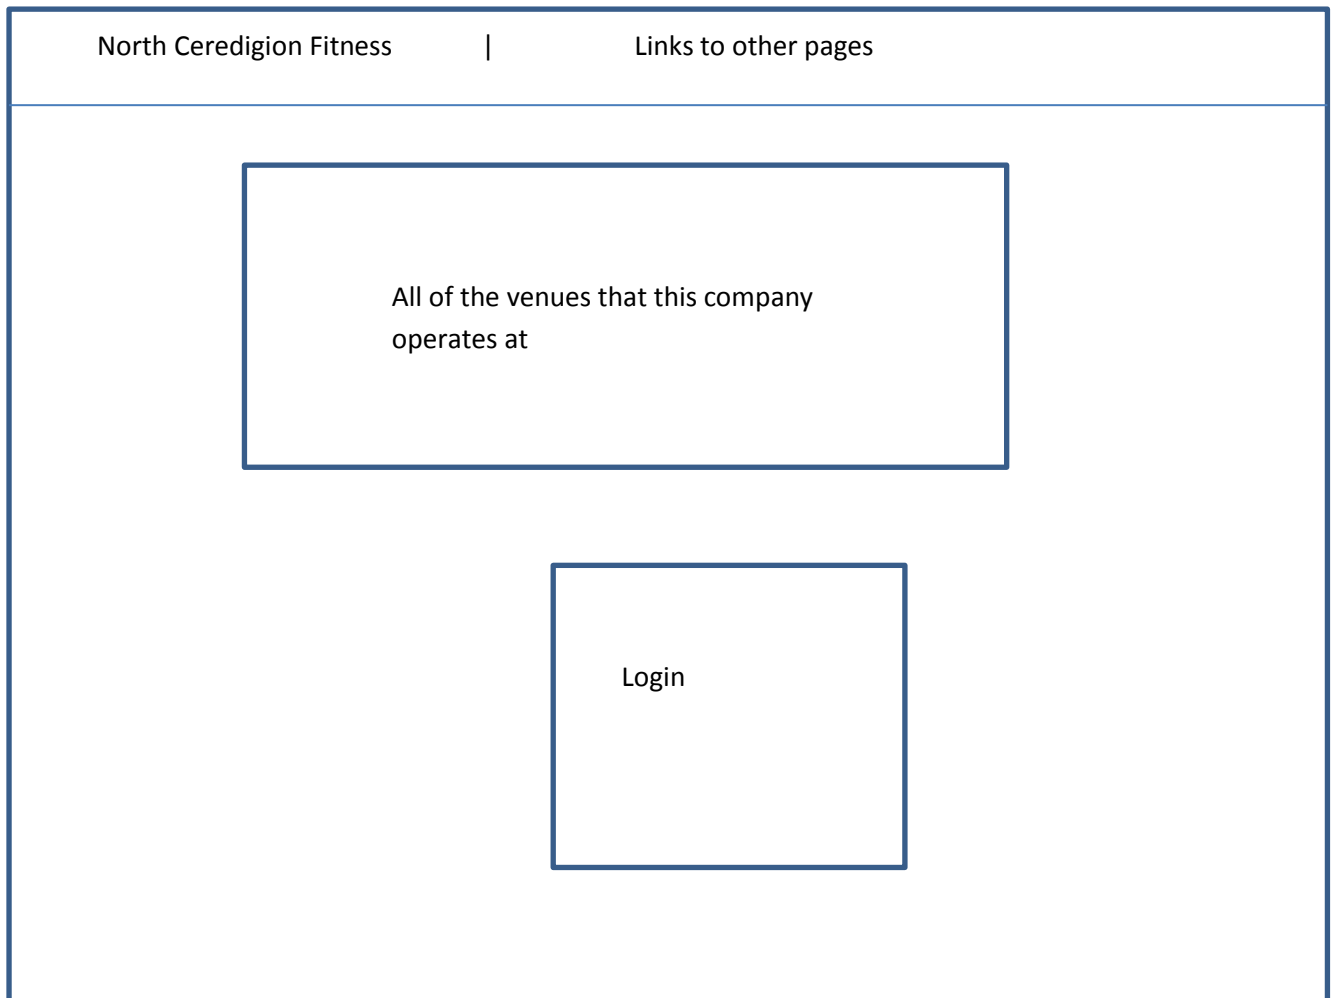 North Ceredigion Fitness | Links to other pages
All of the venues that this company
operates at
Login